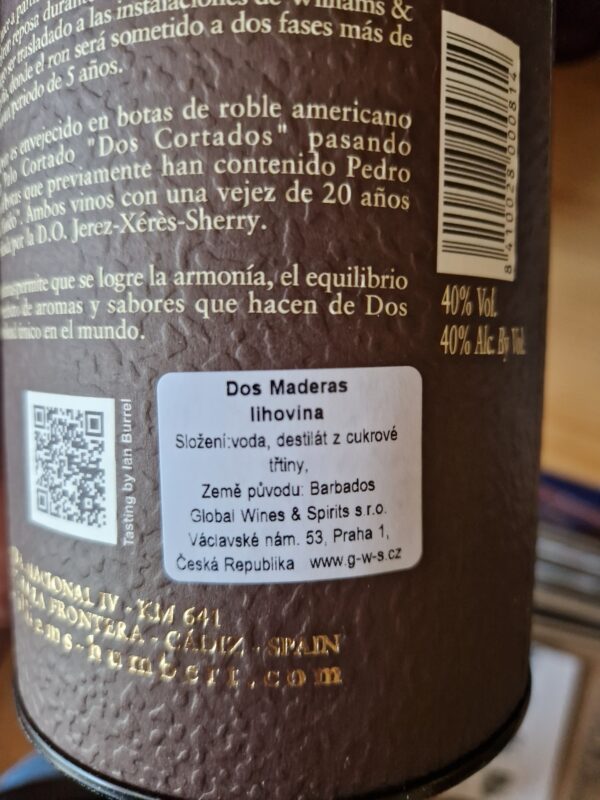 reposa durante
trasladado a las instalaciones de Williams &
donde el ron será sometido a dos fases más de
periodo de 5 años.
es envejecido en botas de roble americano
Palo Cortado "Dos Cortados" pasando
que previamente han contenido Pedro
Ambos vinos con una vejez de 20 años
por la D.O. Jerez-Xérès-Sherry.
permite que se logre la armonía, el equilibrio
de aromas y sabores que hacen de Dos
único en el mundo.
8 410028 000814
40% Vol.
40% Alc. By Vol.
Tasting by Ian Burrel
Dos Maderas
lihovina
Složení:voda, destilát z cukrové
třtiny,
Země původu: Barbados
Global Wines & Spirits s.r.o.
Václavské nám. 53, Praha 1,
Česká Republika www.g-w-s.cz
NACIONAL IV - KM 641
FRONTERA - CÁDIZ - SPAIN
humbert.com